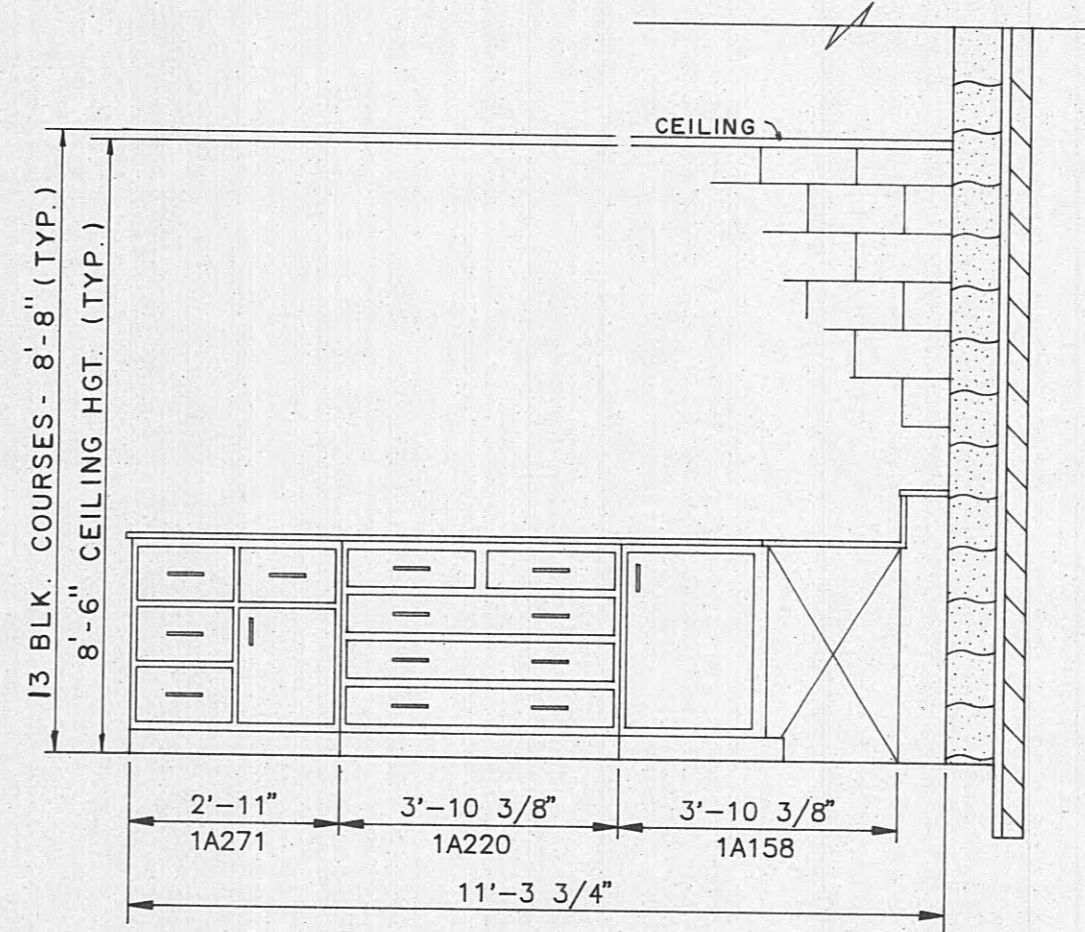 CEILING
13 BLK. COURSES - 8'-8" (TYP.)
8'-6" CEILING HGT. (TYP.)
2'-11"
3'-10 3/8"
3'-10 3/8"
1A271
1A220
1A158
11'-3 3/4"